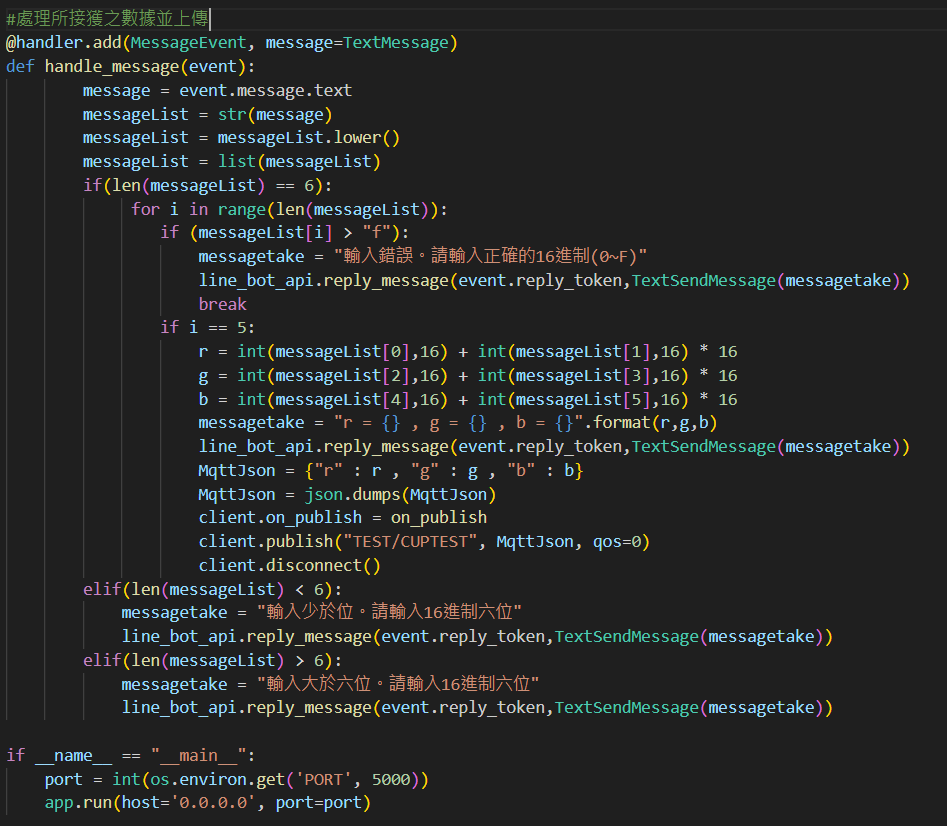 #處理所接獲之數據並上傳
@handler.add(MessageEvent, message=TextMessage)
def handle_message(event):
        message = event.message.text
        messageList = str(message)
        messageList = messageList.lower()
        messageList = list(messageList)
        if(len(messageList) == 6):
             for i in range(len(messageList)):
                if (messageList[i] > "f"):
                    messagetake = "輸入錯誤。請輸入正確的16進制(0~F)"
                    line_bot_api.reply_message(event.reply_token,TextSendMessage(messagetake))
                    break
                if i == 5:
                    r = int(messageList[0],16) + int(messageList[1],16) * 16
                    g = int(messageList[2],16) + int(messageList[3],16) * 16
                    b = int(messageList[4],16) + int(messageList[5],16) * 16
                    messagetake = "r = {} , g = {} , b = {}".format(r,g,b)
                    line_bot_api.reply_message(event.reply_token,TextSendMessage(messagetake))
                    MqttJson = {"r" : r , "g" : g , "b" : b}
                    MqttJson = json.dumps(MqttJson)
                    client.on_publish = on_publish
                    client.publish("TEST/CUPTEST", MqttJson, qos=0)
                    client.disconnect()
        elif(len(messageList) < 6):
            messagetake = "輸入少於位。請輸入16進制六位"
            line_bot_api.reply_message(event.reply_token,TextSendMessage(messagetake))
        elif(len(messageList) > 6):
            messagetake = "輸入大於六位。請輸入16進制六位"
            line_bot_api.reply_message(event.reply_token,TextSendMessage(messagetake))
if __name__ == "__main__":
    port = int(os.environ.get('PORT', 5000))
    app.run(host='0.0.0.0', port=port)